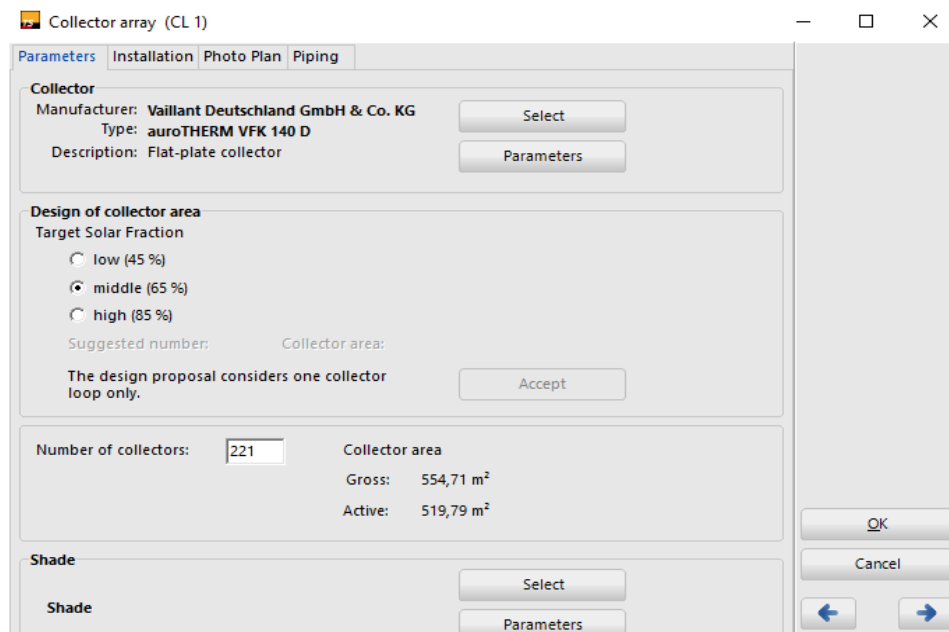 TS Collector array (CL 1)
Parameters Installation Photo Plan Piping
Collector
Manufacturer: Vaillant Deutschland GmbH & Co. KG
Select
Type: auroTHERM VFK 140 D
Description: Flat-plate collector
Parameters
Design of collector area
Target Solar Fraction
low (45 %)
middle (65 %)
high (85 %)
Suggested number: Collector area:
The design proposal considers one collector
loop only.
Accept
Number of collectors: 221 Collector area
Gross: 554,71 m²
Active: 519,79 m²
OK
Shade
Cancel
Select
Shade
Parameters